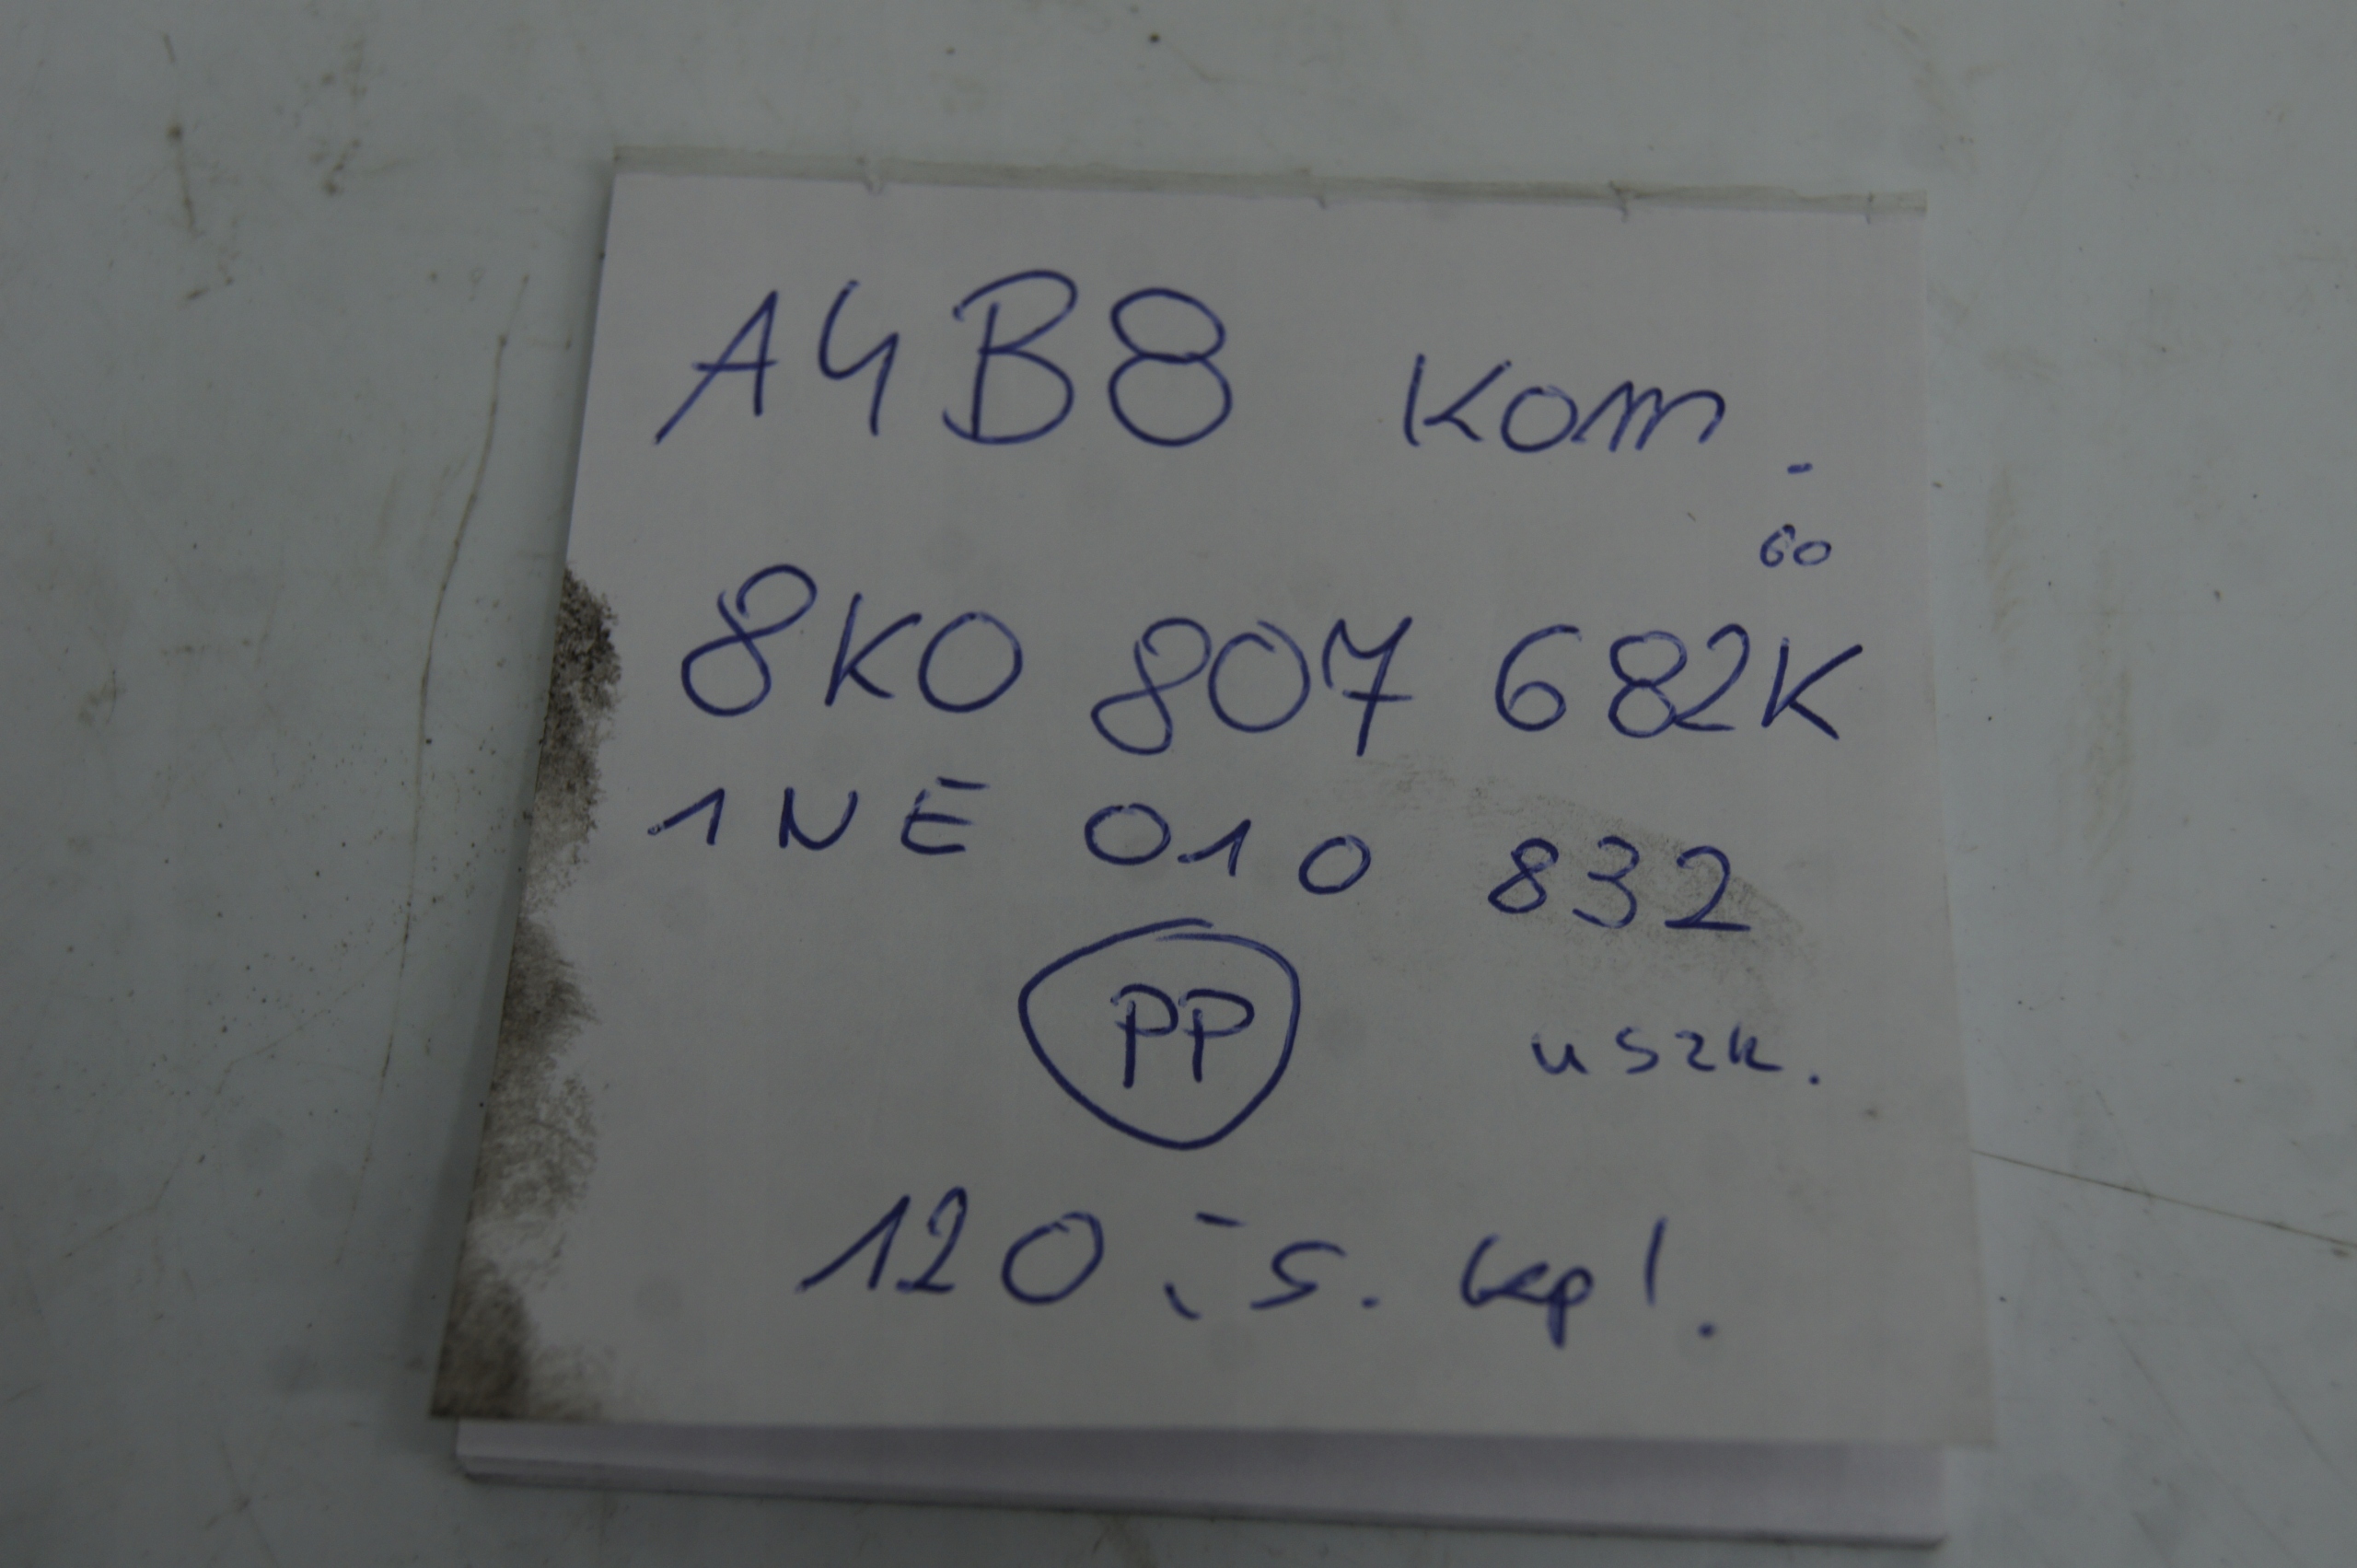 A4B8 Kom.
60
8K0 807 682K
1NE 010 832
PP
uszk.
120,- s. kpl.